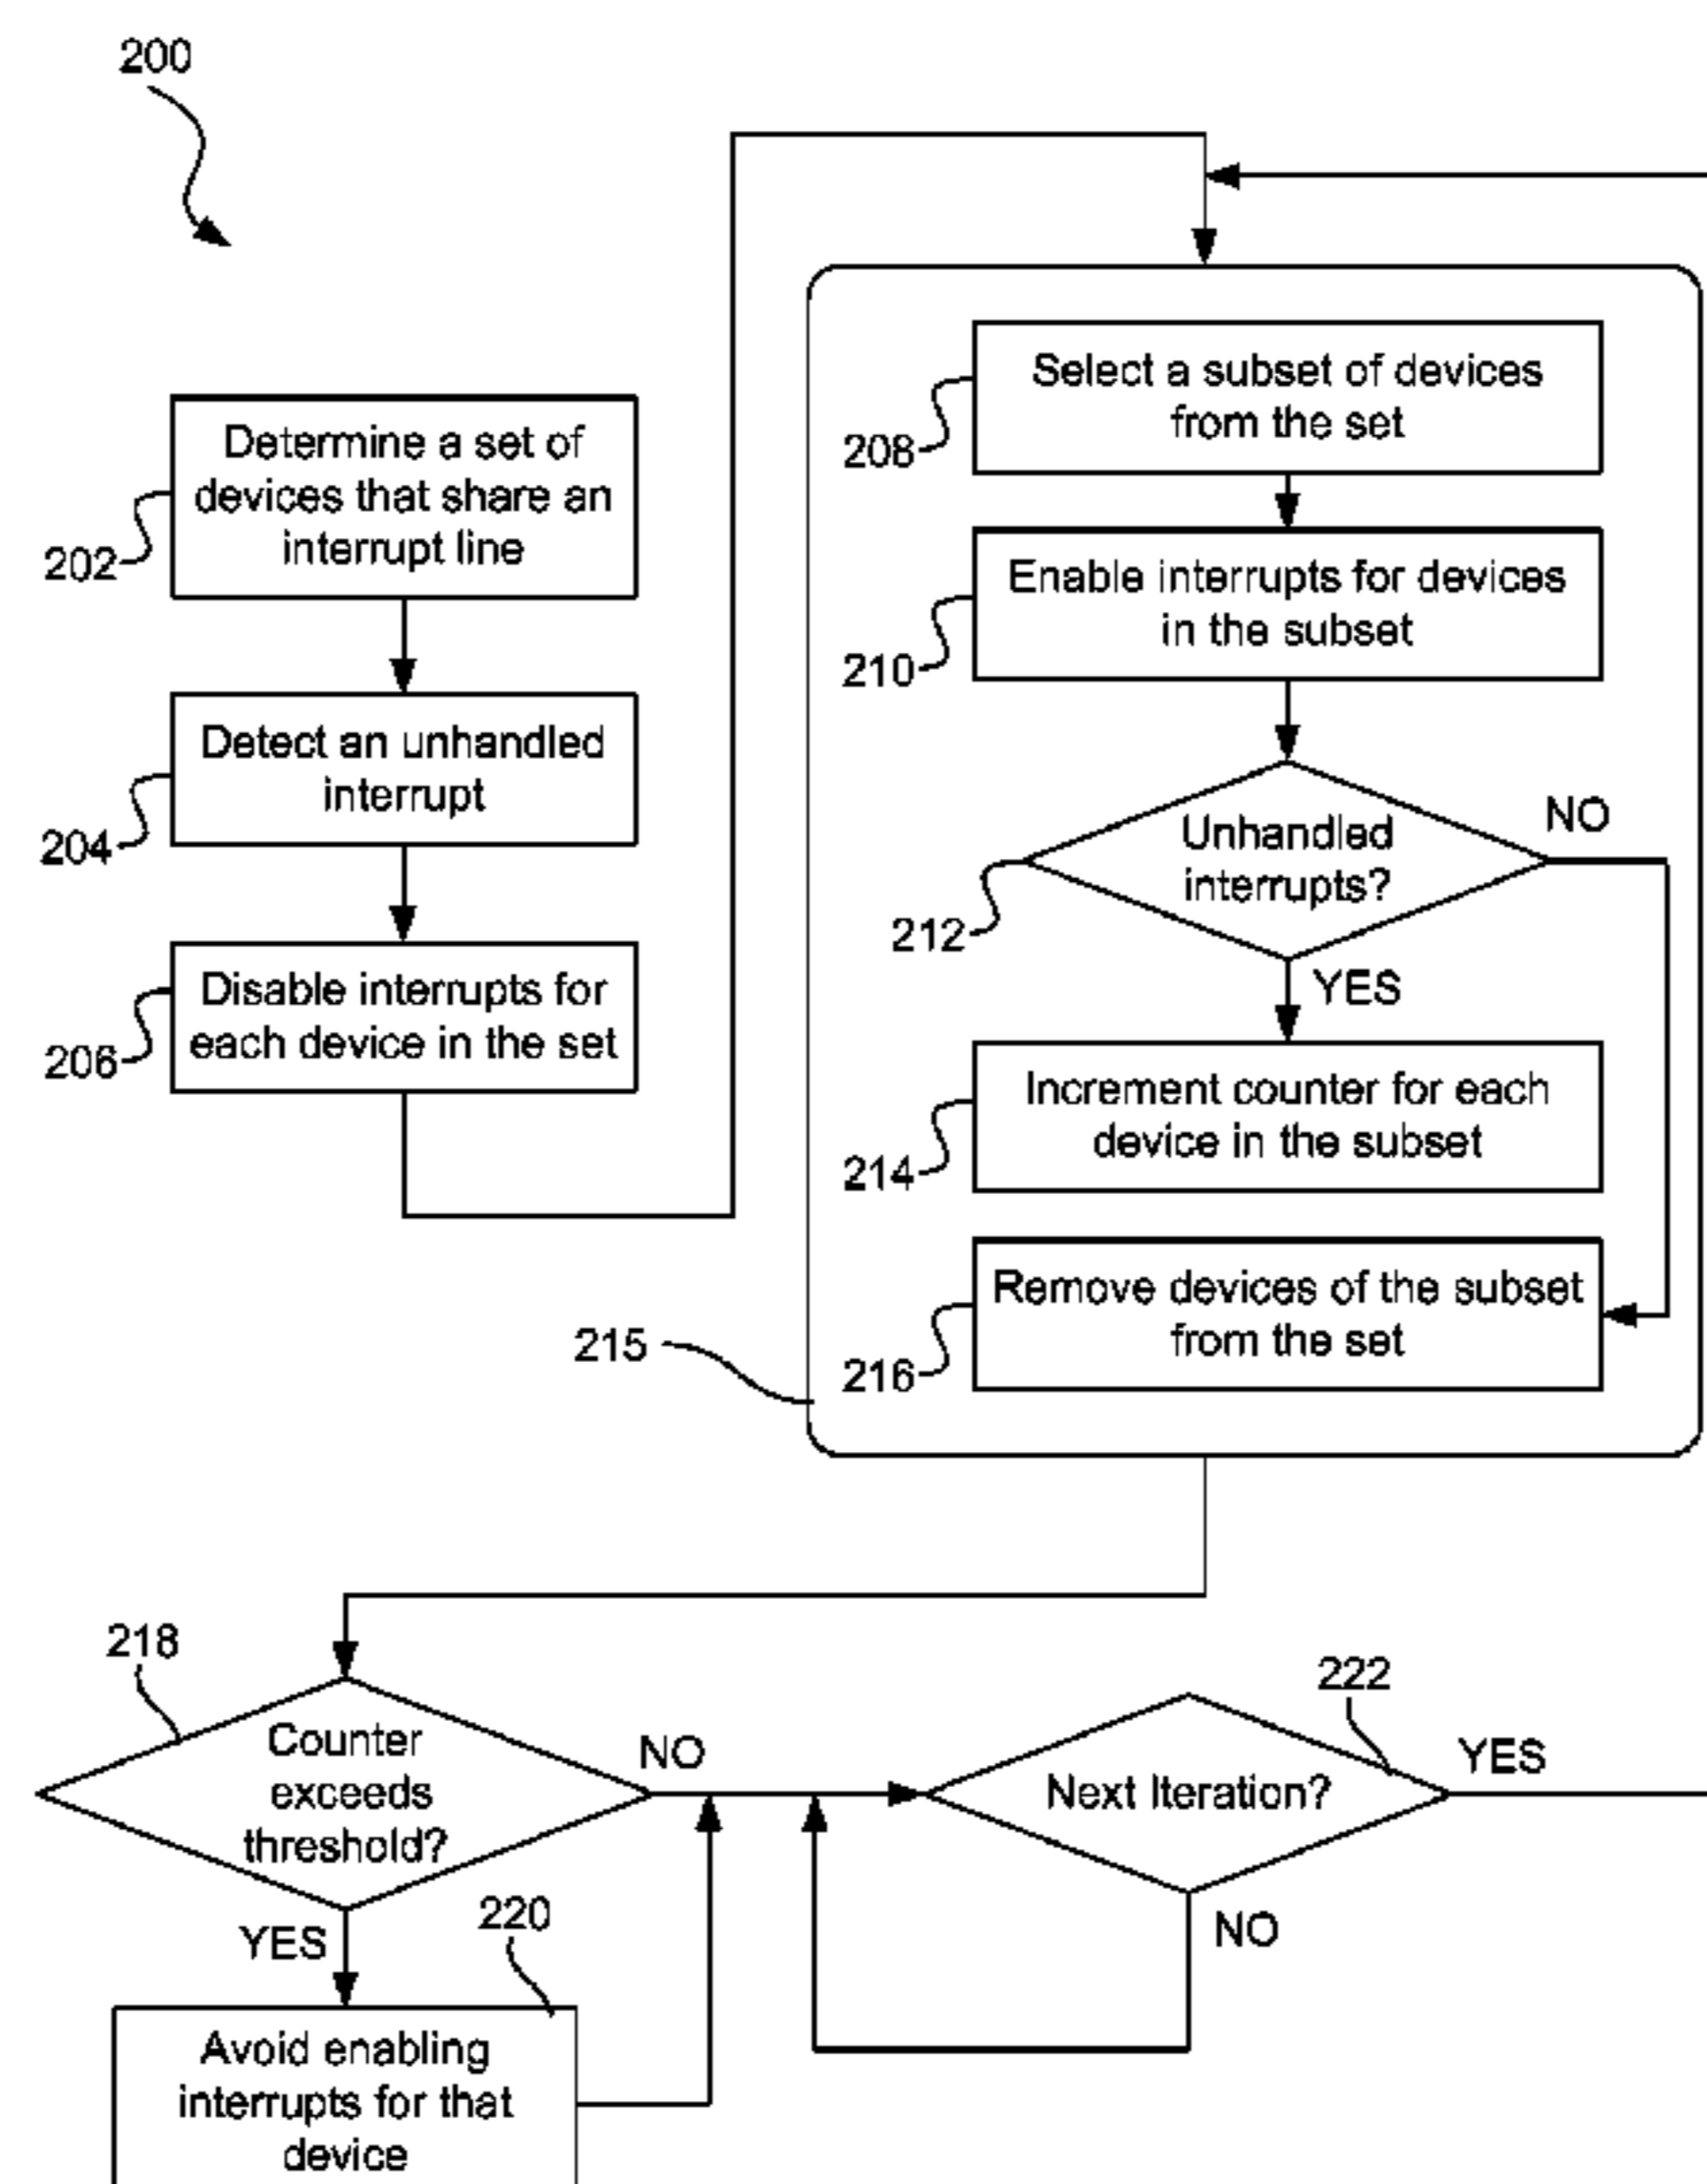 200
Determine a set of
devices that share an
interrupt line
202
Detect an unhandled
interrupt
204
Disable interrupts for
each device in the set
206
Select a subset of devices
from the set
208
Enable interrupts for devices
in the subset
210
Unhandled
interrupts?
NO
212
YES
Increment counter for each
device in the subset
214
Remove devices of the subset
from the set
215
216
218
Counter
exceeds
threshold?
NO
222
Next Iteration?
YES
NO
YES
220
Avoid enabling
interrupts for that
device